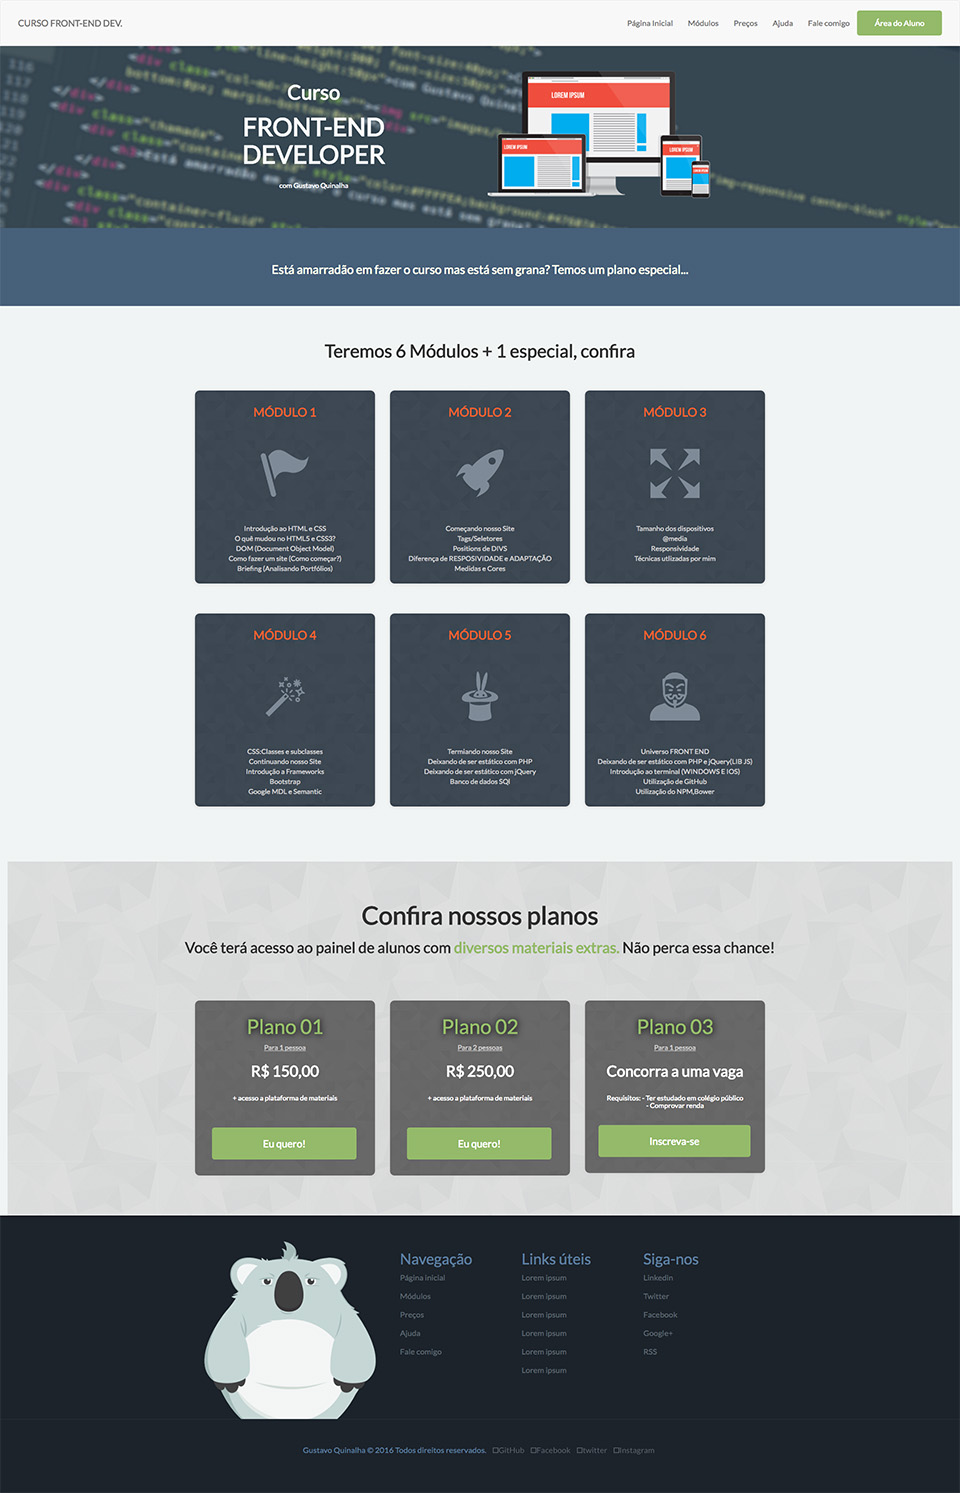 CURSO FRONT-END DEV.
Página Inicial
Módulos
Preços
Ajuda
Fale comigo
Área do Aluno
Curso
FRONT-END
DEVELOPER
com Gustavo Quinalha
LOREM IPSUM
LOREM IPSUM
LOREM IPSUM
Está amarradão em fazer o curso mas está sem grana? Temos um plano especial...
Teremos 6 Módulos + 1 especial, confira
MÓDULO 1
Introdução ao HTML e CSS
O quê mudou no HTML5 e CSS3?
DOM (Document Object Model)
Como fazer um site (Como começar?)
Briefing (Analisando Portfólios)
MÓDULO 2
Começando nosso Site
Tags/Seletores
Positions de DIVS
Diferença de RESPOSIVIDADE e ADAPTAÇÃO
Medidas e Cores
MÓDULO 3
Tamanho dos dispositivos
@media
Responsividade
Técnicas utlizadas por mim
MÓDULO 4
CSS:Classes e subclasses
Continuando nosso Site
Introdução a Frameworks
Bootstrap
Google MDL e Semantic
MÓDULO 5
Termiando nosso Site
Deixando de ser estático com PHP
Deixando de ser estático com jQuery
Banco de dados SQl
MÓDULO 6
Universo FRONT END
Deixando de ser estático com PHP e jQuery(LIB JS)
Introdução ao terminal (WINDOWS E IOS)
Utilização de GitHub
Utilização do NPM,Bower
Confira nossos planos
Você terá acesso ao painel de alunos com diversos materiais extras. Não perca essa chance!
Plano 01
Para 1 pessoa
R$ 150,00
+ acesso a plataforma de materiais
Eu quero!
Plano 02
Para 2 pessoas
R$ 250,00
+ acesso a plataforma de materiais
Eu quero!
Plano 03
Para 1 pessoa
Concorra a uma vaga
Requisitos: - Ter estudado em colégio público
- Comprovar renda
Inscreva-se
Navegação
Página inicial
Módulos
Preços
Ajuda
Fale comigo
Links úteis
Lorem ipsum
Lorem ipsum
Lorem ipsum
Lorem ipsum
Lorem ipsum
Lorem ipsum
Siga-nos
Linkedin
Twitter
Facebook
Google+
RSS
Gustavo Quinalha © 2016 Todos direitos reservados. GitHub Facebook twitter Instagram